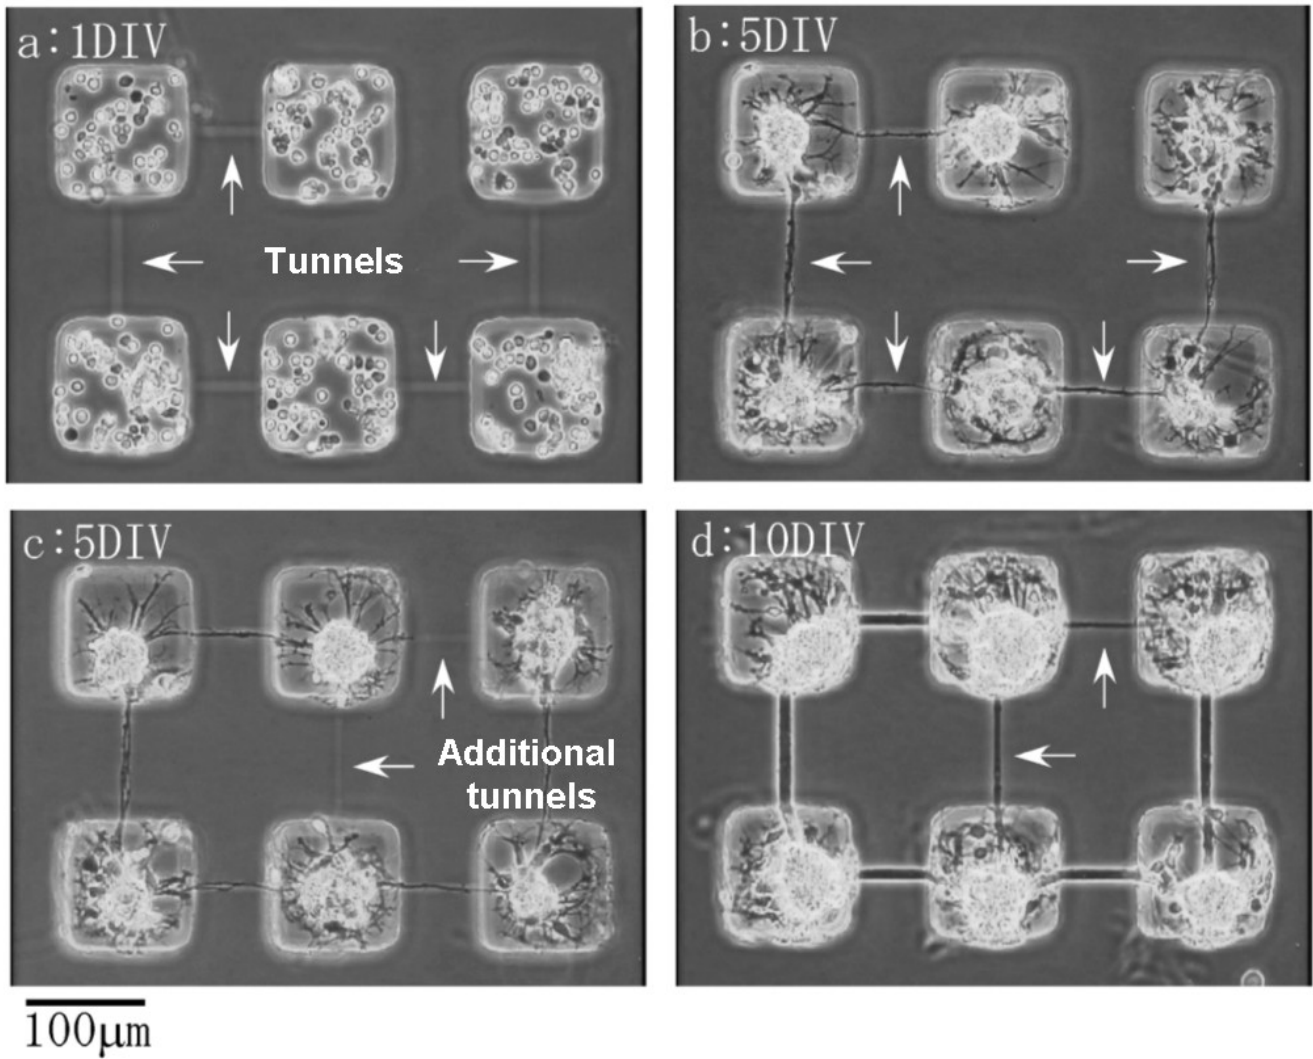 a:1DIV
Tunnels
b:5DIV
c:5DIV
Additional
tunnels
d:10DIV
100μm